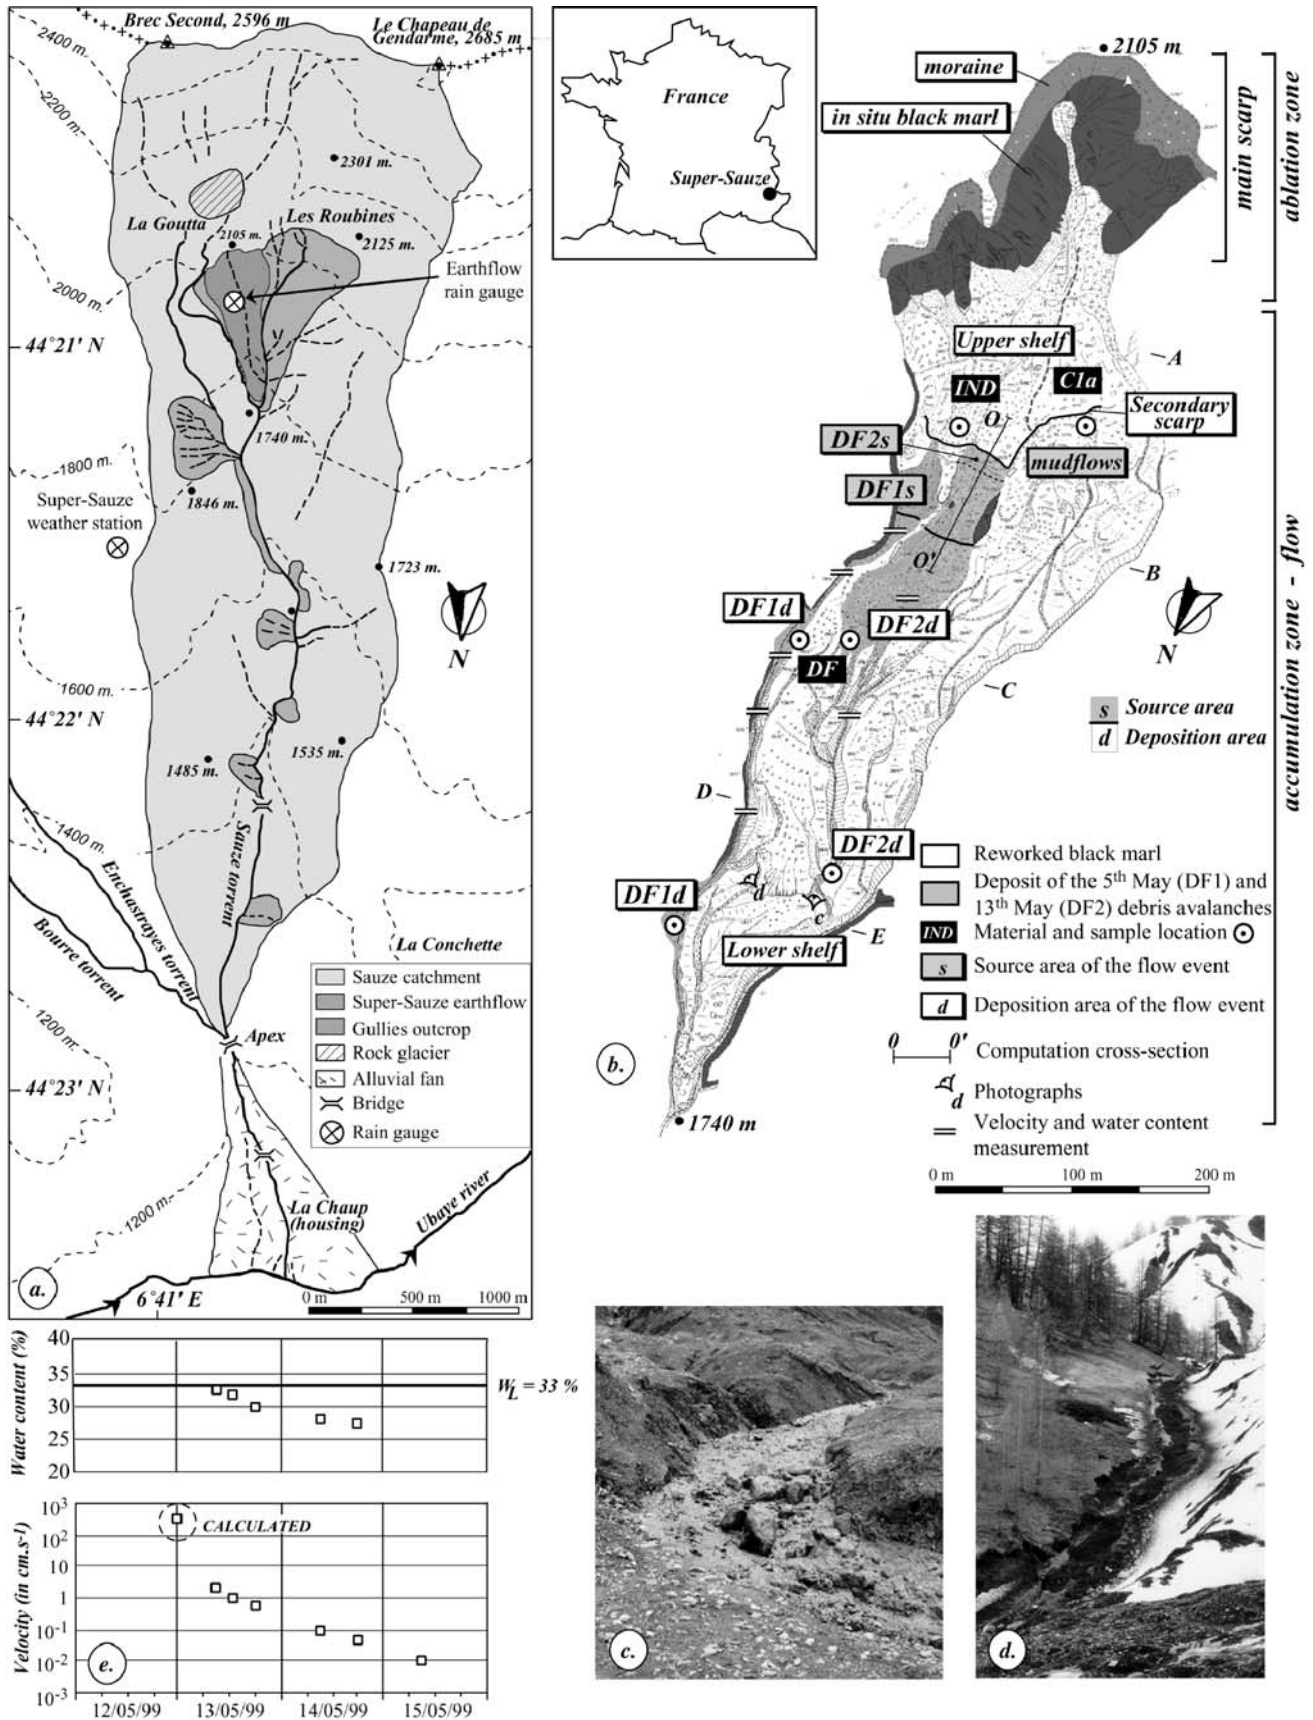 Brec Second, 2596 m
Le Chapeau de
Gendarme, 2685 m
2400 m.
2200 m.
2301 m.
La Goutta
Les Roubines
2105 m.
2125 m.
Earthflow
rain gauge
2000 m.
44°21' N
1740 m.
1800 m.
1846 m.
Super-Sauze
weather station
1723 m.
N
1600 m.
44°22' N
1535 m.
1485 m.
1400 m.
Sauze torrent
Enchastrayes torrent
Bourre torrent
La Conchette
Sauze catchment
Super-Sauze earthflow
Gullies outcrop
Rock glacier
Alluvial fan
Bridge
Rain gauge
1200 m.
Apex
44°23' N
1200 m.
La Chaup
(housing)
Ubaye river
a.
6°41' E
0 m 500 m 1000 m
France
Super-Sauze
2105 m
moraine
in situ black marl
main scarp
ablation zone
Upper shelf
A
IND
C1a
Secondary
scarp
O
DF2s
mudflows
DF1s
O'
B
DF1d
DF2d
DF
N
C
s Source area
d Deposition area
accumulation zone - flow
D
DF2d
d
c
DF1d
E
Lower shelf
Reworked black marl
Deposit of the 5th May (DF1) and
13th May (DF2) debris avalanches
IND Material and sample location
s Source area of the flow event
d Deposition area of the flow event
0 0' Computation cross-section
d Photographs
Velocity and water content
measurement
b.
1740 m
0 m 100 m 200 m
Water content (%)
40
35
30
25
20
WL = 33 %
Velocity (in cm.s-1)
10³
10²
10
1
10-1
10-2
10-3
CALCULATED
e.
12/05/99 13/05/99 14/05/99 15/05/99
c.
d.